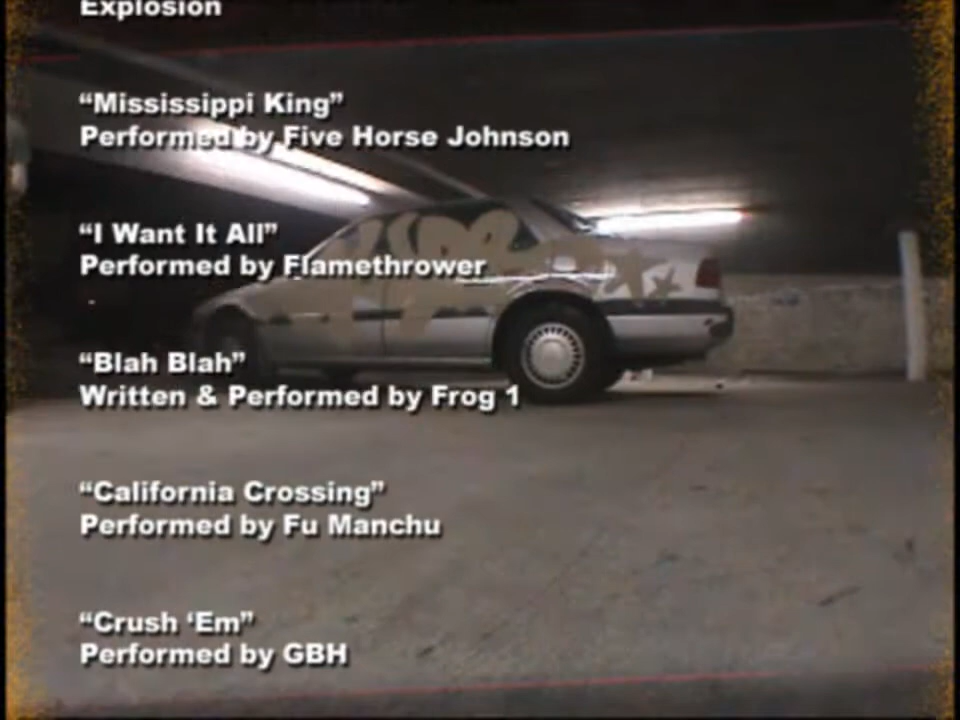 Explosion
“Mississippi King”
Performed by Five Horse Johnson
“I Want It All”
Performed by Flamethrower
“Blah Blah”
Written & Performed by Frog 1
“California Crossing”
Performed by Fu Manchu
“Crush ‘Em”
Performed by GBH